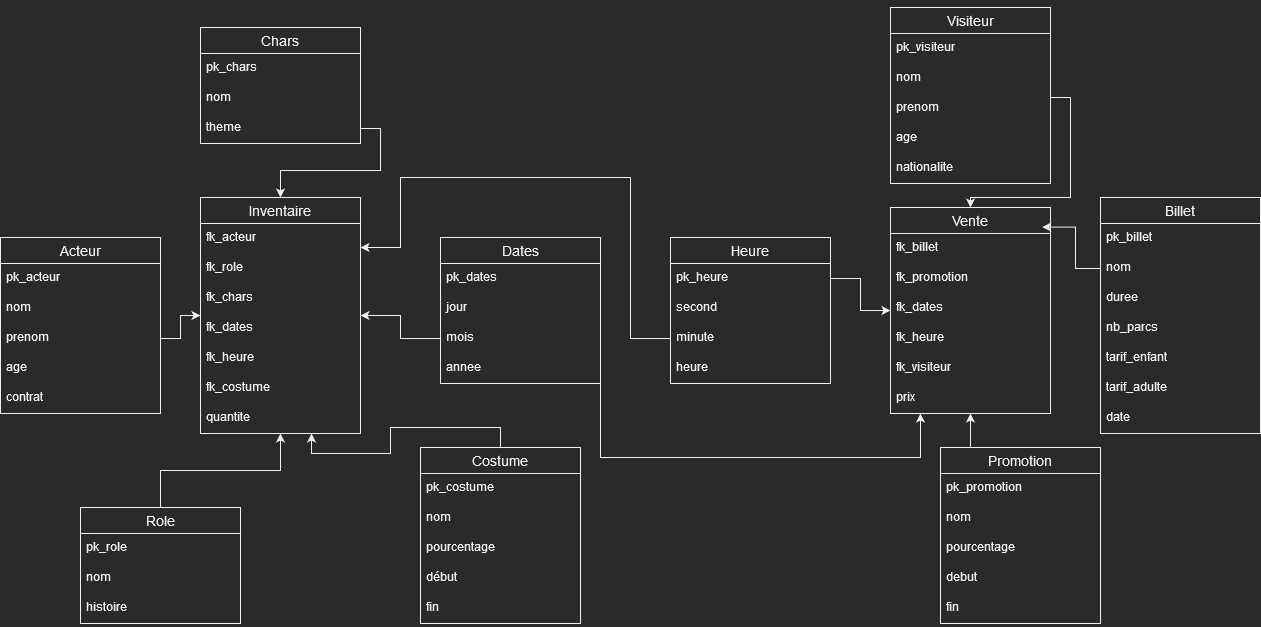 Chars
pk_chars
nom
theme
Visiteur
pk_visiteur
nom
prenom
age
nationalite
Inventaire
fk_acteur
fk_role
fk_chars
fk_dates
fk_heure
fk_costume
quantite
Acteur
pk_acteur
nom
prenom
age
contrat
Dates
pk_dates
jour
mois
annee
Heure
pk_heure
second
minute
heure
Vente
fk_billet
fk_promotion
fk_dates
fk_heure
fk_visiteur
prix
Billet
pk_billet
nom
duree
nb_parcs
tarif_enfant
tarif_adulte
date
Role
pk_role
nom
histoire
Costume
pk_costume
nom
pourcentage
début
fin
Promotion
pk_promotion
nom
pourcentage
debut
fin